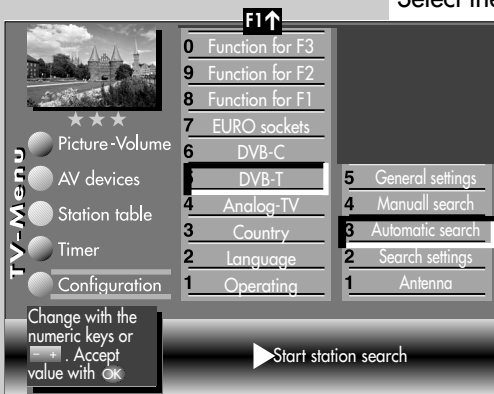 Select the
F1↑
0 Function for F3
9 Function for F2
8 Function for F1
7 EURO sockets
6 DVB-C
5 DVB-T
4 Analog-TV
3 Country
2 Language
1 Operating
TV-Menu
Picture-Volume
AV devices
Station table
Timer
Configuration
5 General settings
4 Manuall search
3 Automatic search
2 Search settings
1 Antenna
Change with the
numeric keys or
- + . Accept
value with OK
Start station search